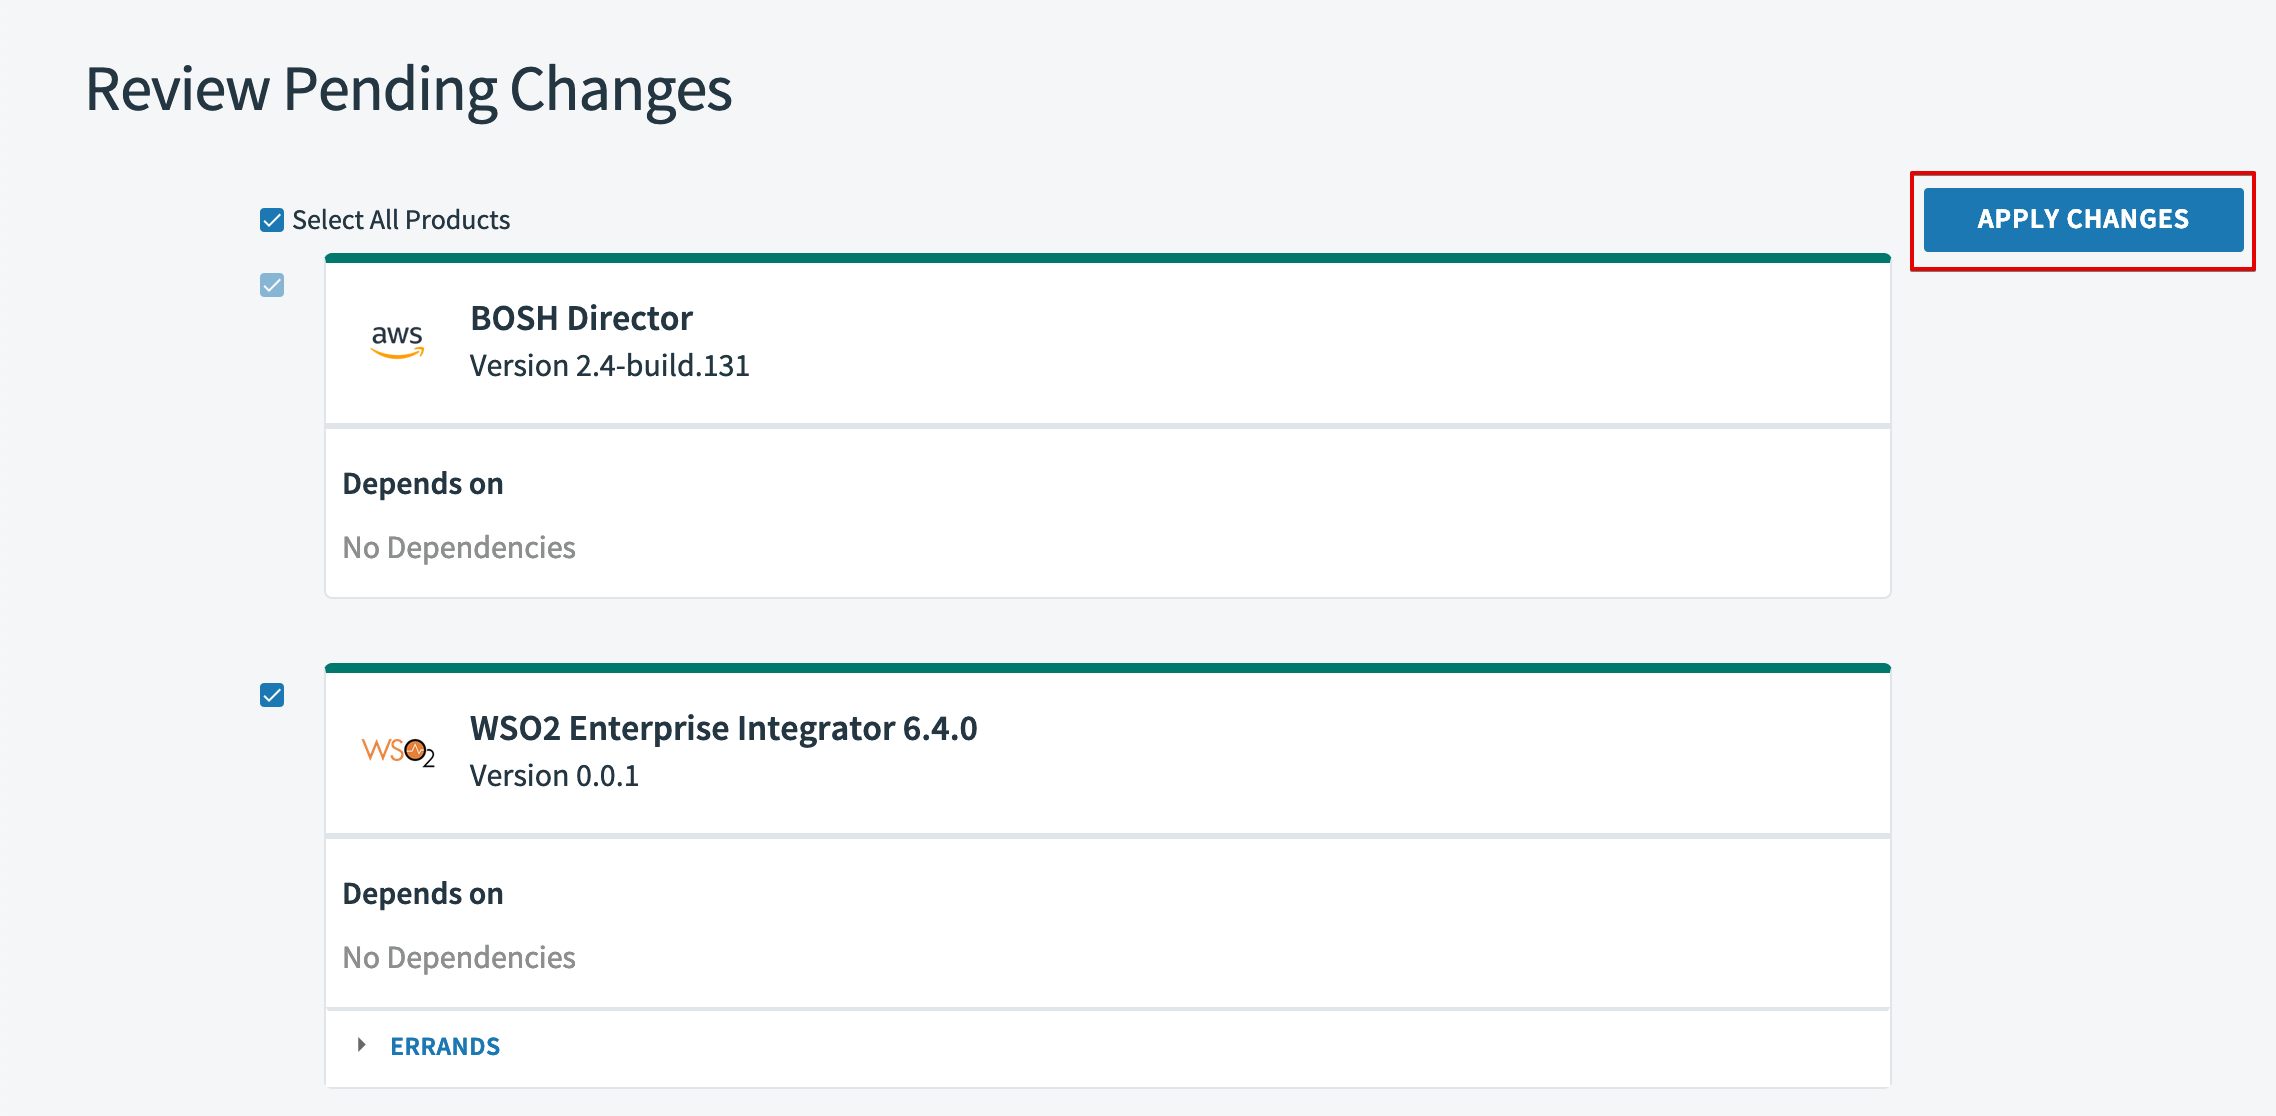 Review Pending Changes
Select All Products
APPLY CHANGES
aws
BOSH Director
Version 2.4-build.131
Depends on
No Dependencies
WSO2
WSO2 Enterprise Integrator 6.4.0
Version 0.0.1
Depends on
No Dependencies
ERRANDS